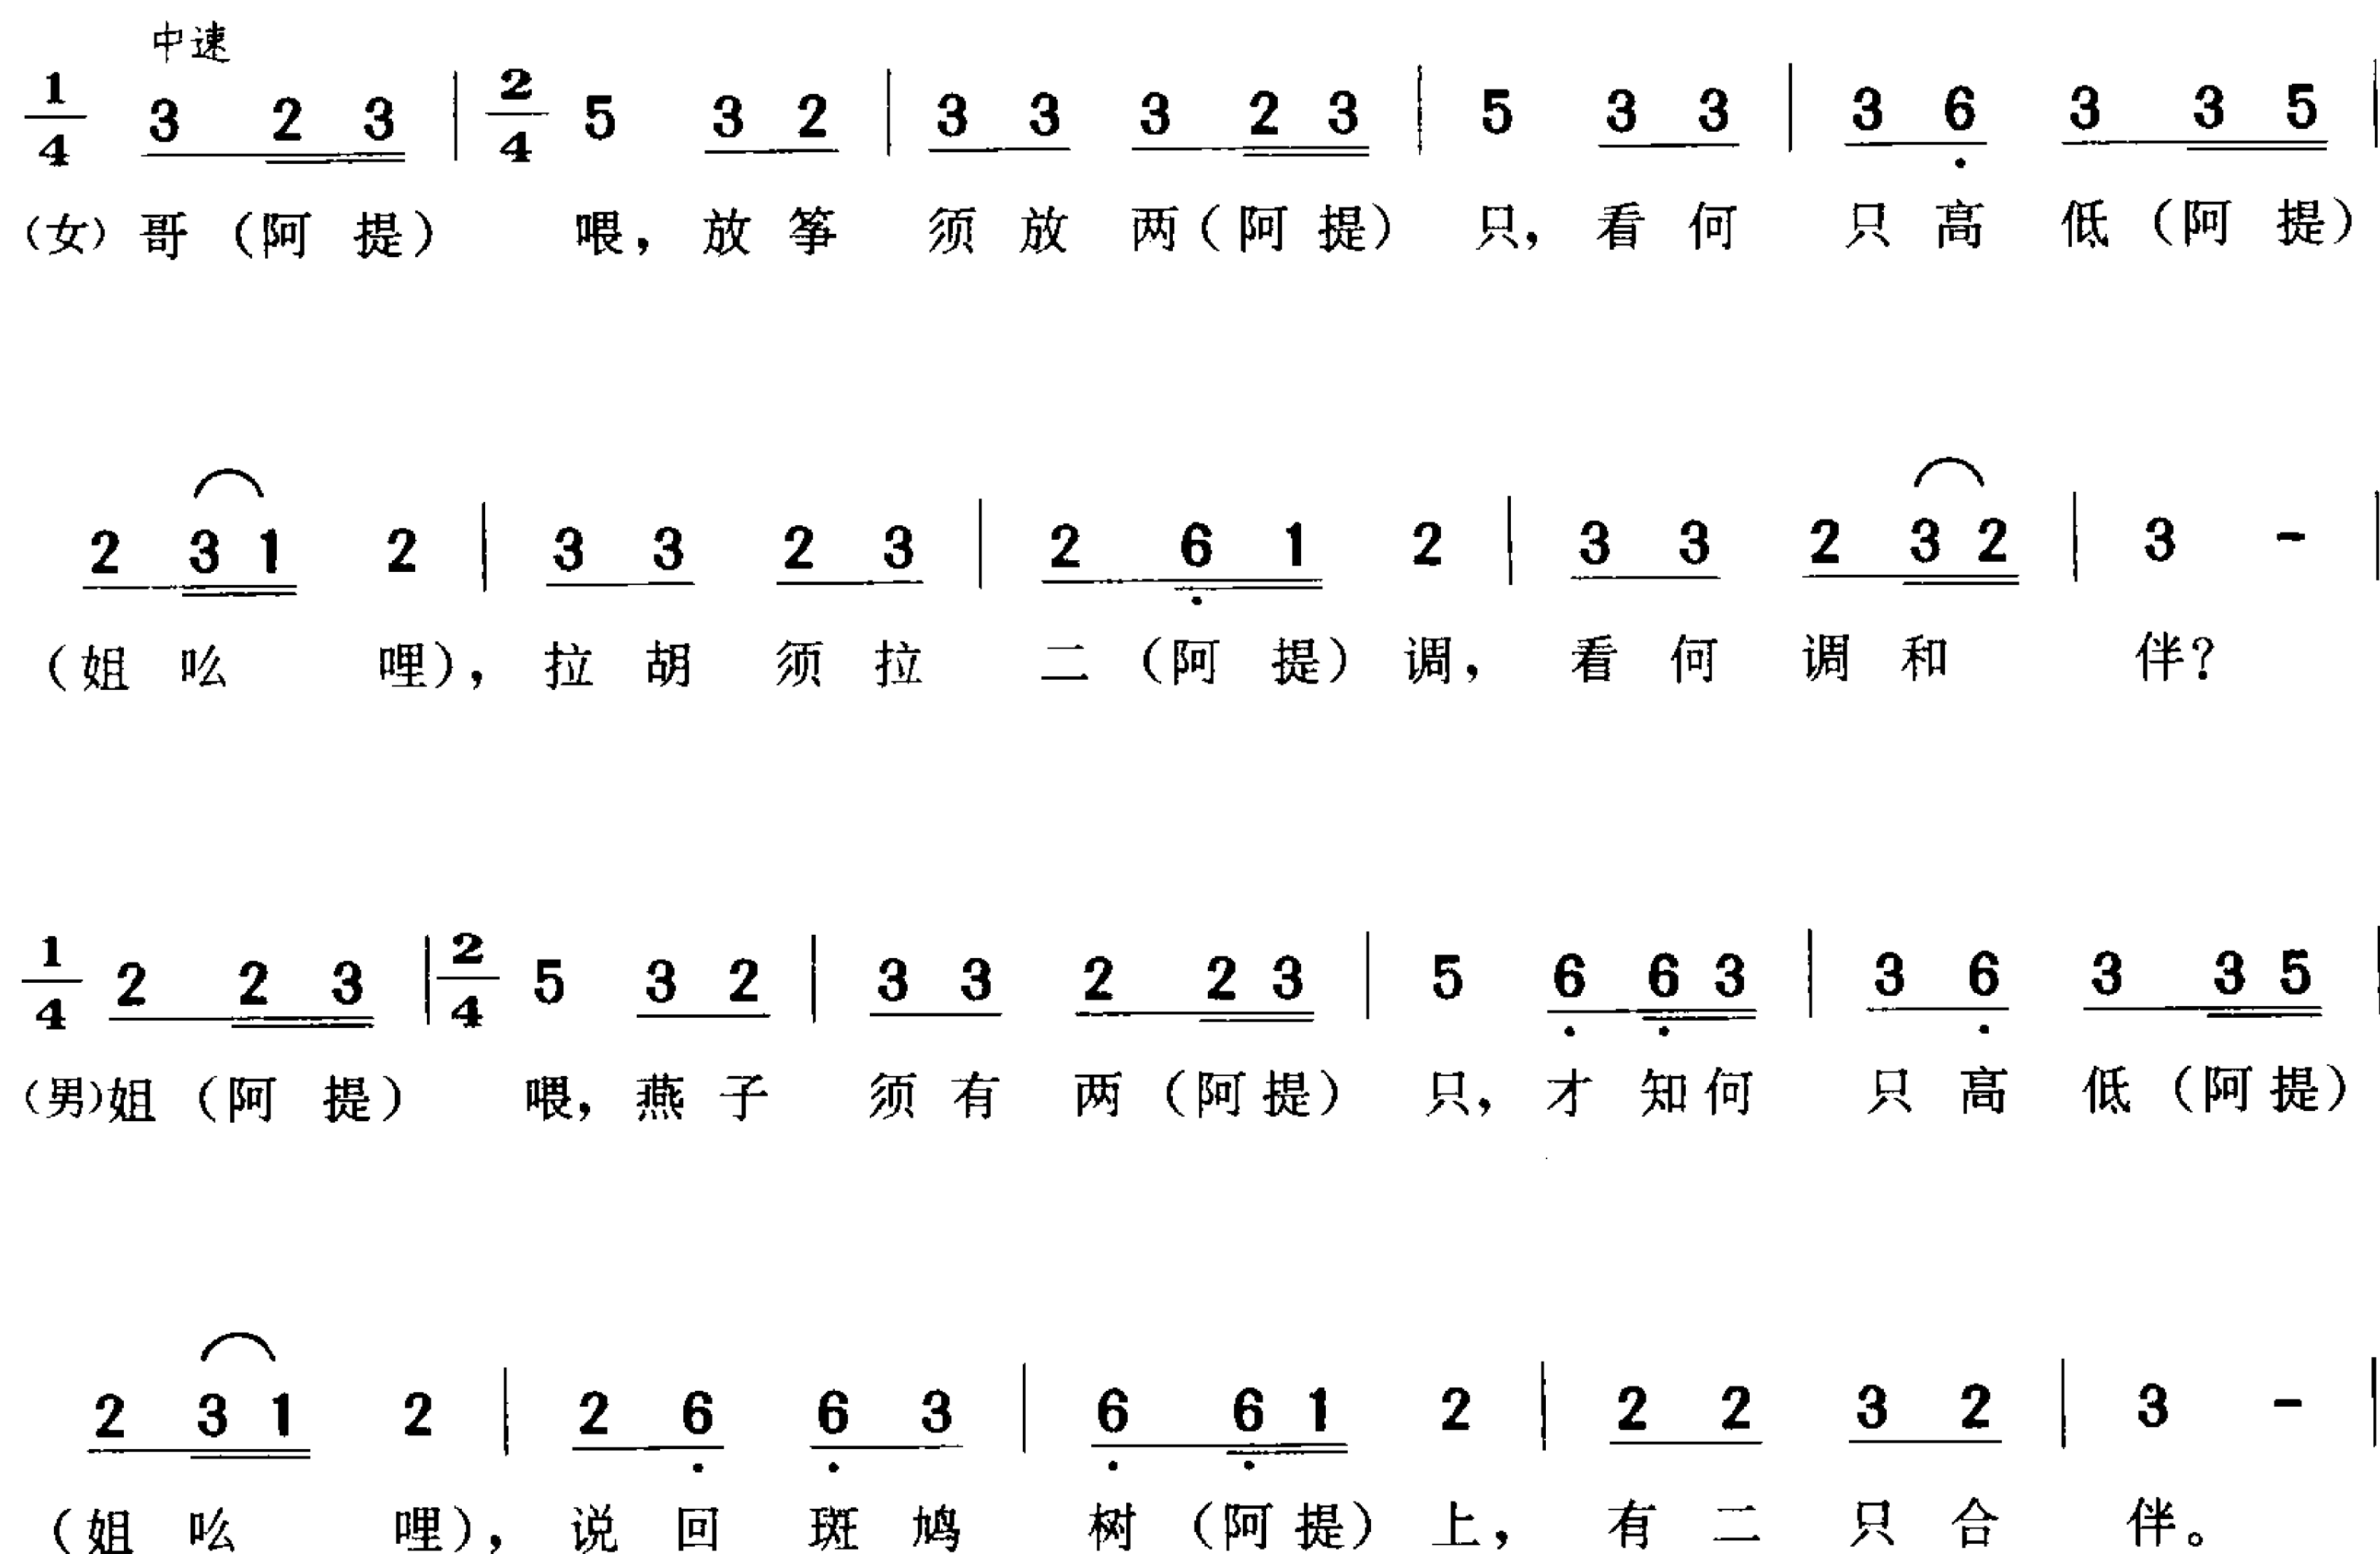 中速
1/4 3 2 3 | 2/4 5 3 2 | 3 3 3 2 3 | 5 3 3 | 3 6̣ 3 3 5 |
(女) 哥 (阿 提) 喂, 放 筝 须 放 两 (阿 提) 只, 看 何 只 高 低 (阿 提)
2 3 1 2 | 3 3 2 3 | 2 6̣ 1 2 | 3 3 2 3 2 | 3 - |
(姐 吆 哩), 拉 胡 须 拉 二 (阿 提) 调, 看 何 调 和 伴?
1/4 2 2 3 | 2/4 5 3 2 | 3 3 2 2 3 | 5 6̣ 6̣ 3 | 3 6̣ 3 3 5 |
(男) 姐 (阿 提) 喂, 燕 子 须 有 两 (阿 提) 只, 才 知 何 只 高 低 (阿 提)
2 3 1 2 | 2 6̣ 6̣ 3 | 6̣ 6̣ 1 2 | 2 2 3 2 | 3 - |
(姐 吆 哩), 说 回 斑 鸠 树 (阿 提) 上, 有 二 只 合 伴。